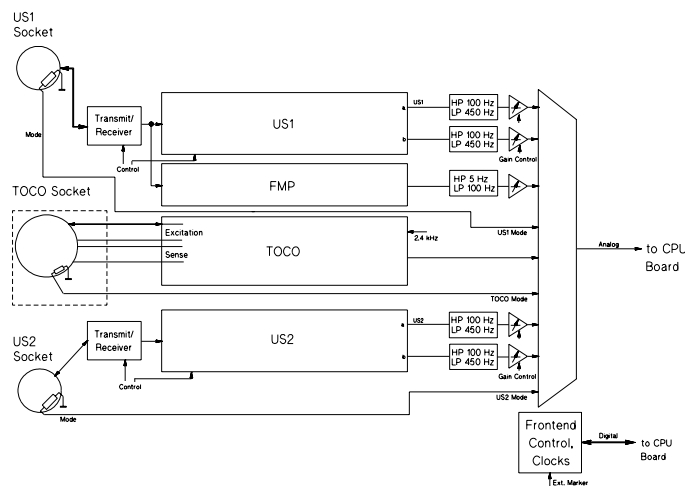 US1
Socket
Transmit/
Receiver
Mode
Control
US1
a
US1
b
HP 100 Hz
LP 450 Hz
HP 100 Hz
LP 450 Hz
Gain Control
FMP
HP 5 Hz
LP 100 Hz
TOCO Socket
Excitation
Sense
TOCO
2.4 kHz
US1 Mode
Analog
to CPU
Board
TOCO Mode
US2
Socket
Transmit/
Receiver
Control
Mode
US2
a
US2
b
HP 100 Hz
LP 450 Hz
HP 100 Hz
LP 450 Hz
Gain Control
US2 Mode
Frontend
Control,
Clocks
Digital
to CPU
Board
Ext. Marker